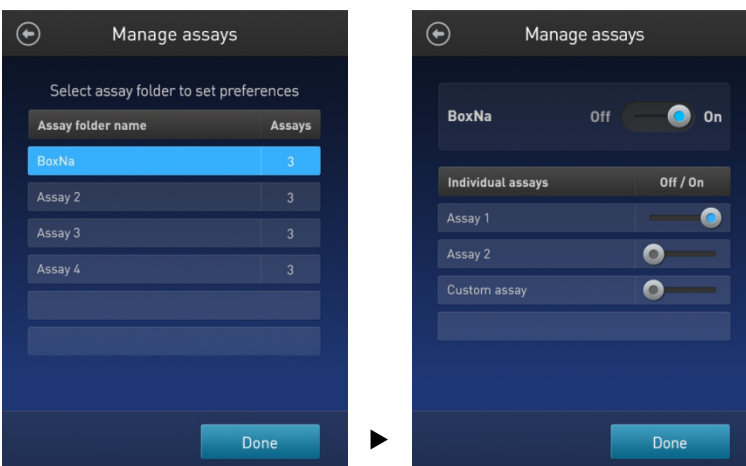 Manage assays
Select assay folder to set preferences
Assay folder name Assays
BoxNa 3
Assay 2 3
Assay 3 3
Assay 4 3
Done
Manage assays
BoxNa Off On
Individual assays Off / On
Assay 1
Assay 2
Custom assay
Done